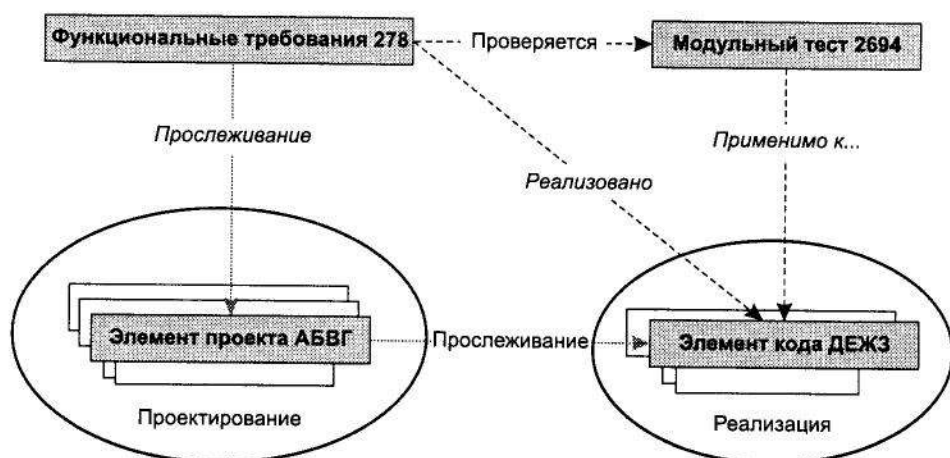 Функциональные требования 278
Проверяется
Модульный тест 2694
Прослеживание
Применимо к...
Реализовано
Элемент проекта АБВГ
Прослеживание
Элемент кода ДЕЖЗ
Проектирование
Реализация